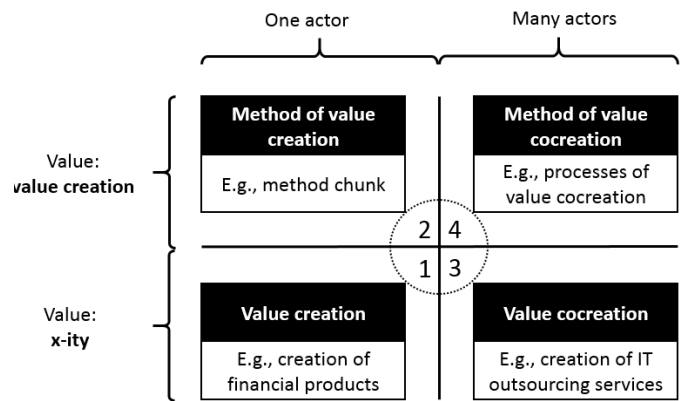 One actor
Many actors
Method of value
creation
E.g., method chunk
Method of value
cocreation
E.g., processes of
value cocreation
Value:
value creation
2
4
1
3
Value:
x-ity
Value creation
E.g., creation of
financial products
Value cocreation
E.g., creation of IT
outsourcing services